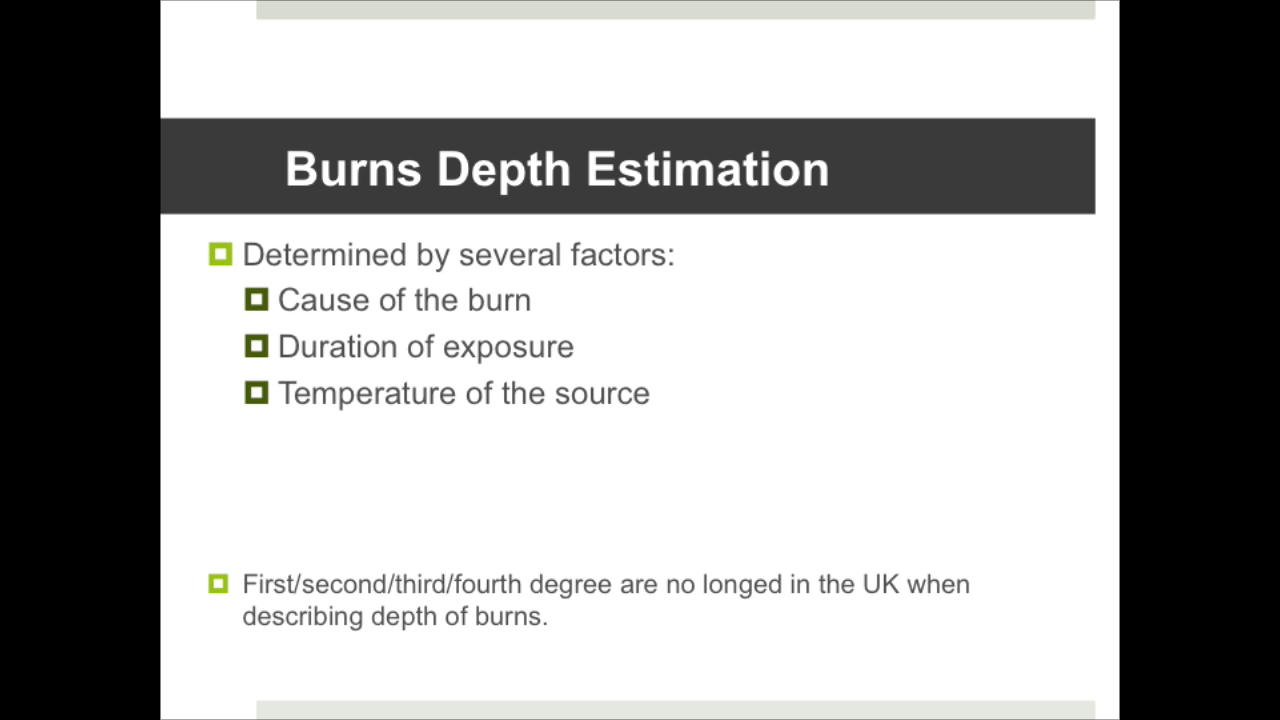 Burns Depth Estimation
Determined by several factors:
Cause of the burn
Duration of exposure
Temperature of the source
First/second/third/fourth degree are no longed in the UK when
describing depth of burns.